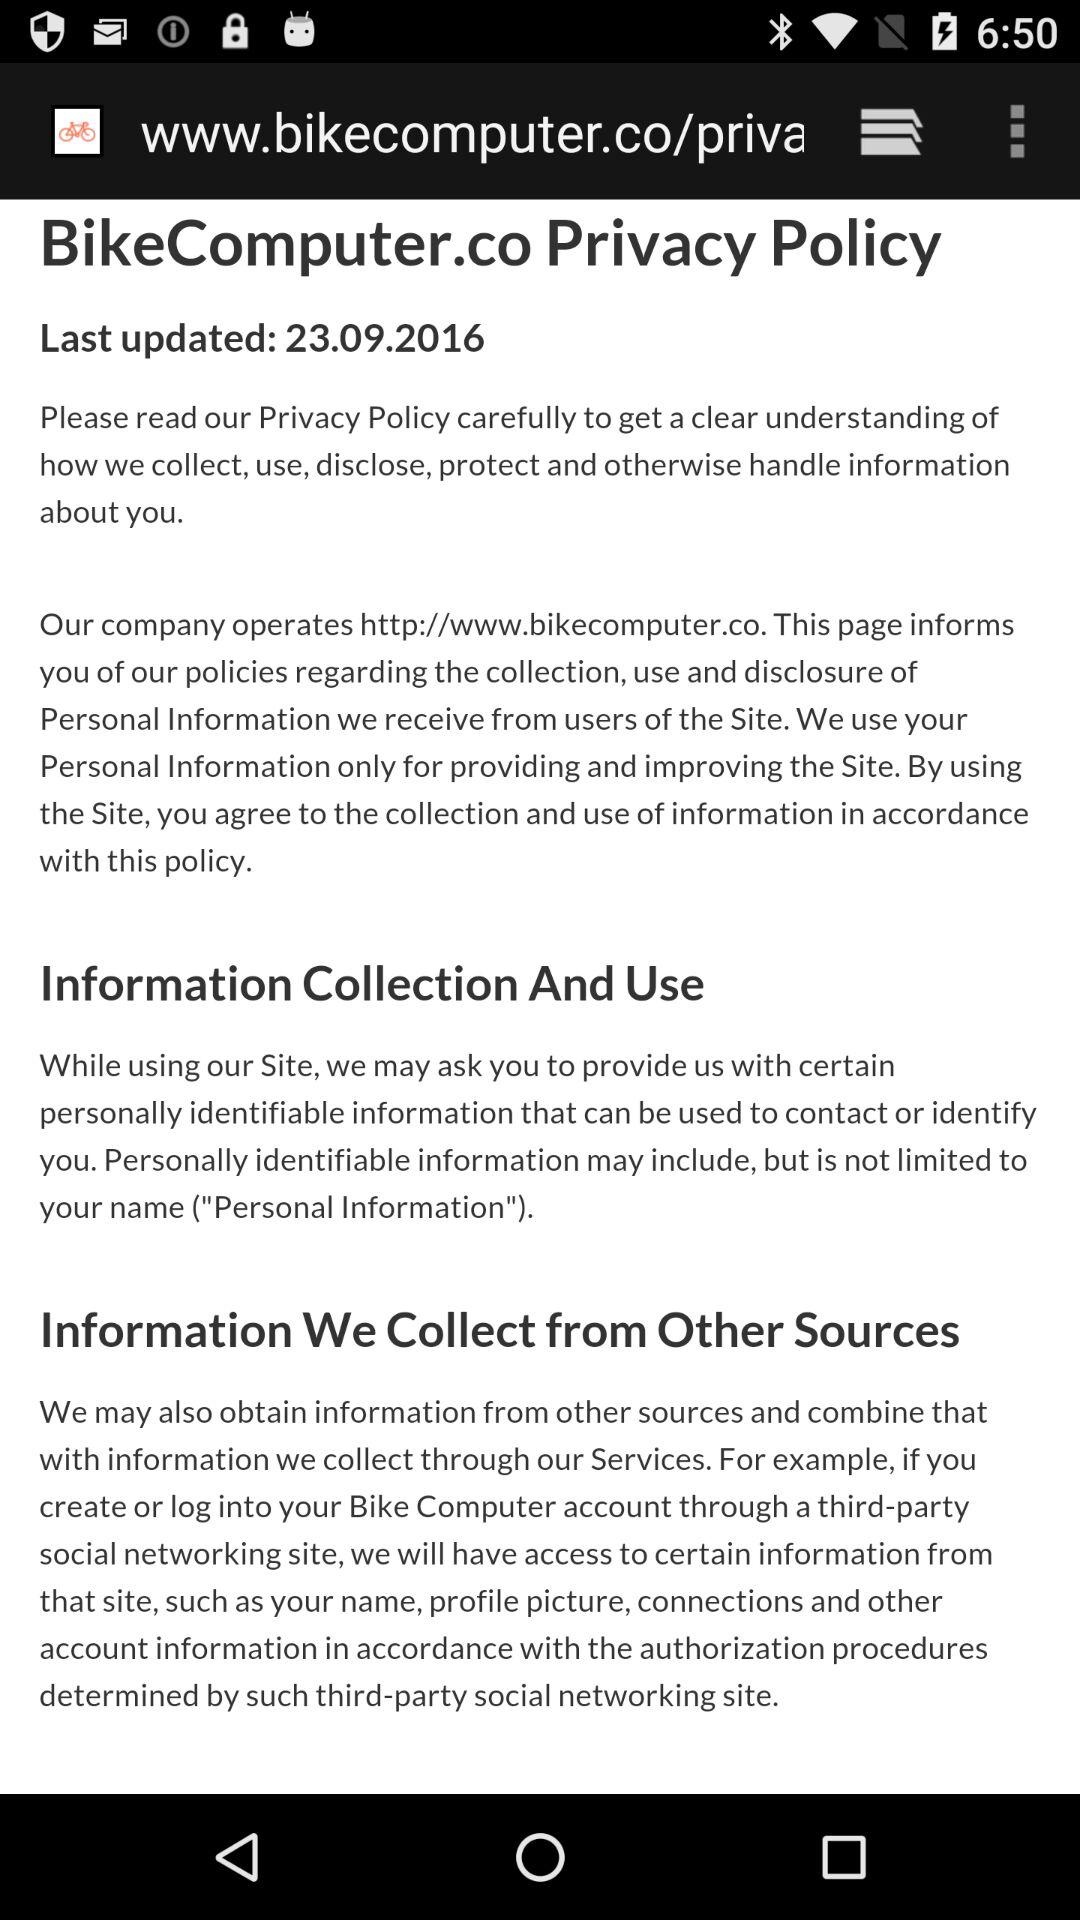 6:50
www.bikecomputer.co/priva
BikeComputer.co Privacy Policy
Last updated: 23.09.2016
Please read our Privacy Policy carefully to get a clear understanding of
how we collect, use, disclose, protect and otherwise handle information
about you.
Our company operates http://www.bikecomputer.co. This page informs
you of our policies regarding the collection, use and disclosure of
Personal Information we receive from users of the Site. We use your
Personal Information only for providing and improving the Site. By using
the Site, you agree to the collection and use of information in accordance
with this policy.
Information Collection And Use
While using our Site, we may ask you to provide us with certain
personally identifiable information that can be used to contact or identify
you. Personally identifiable information may include, but is not limited to
your name ("Personal Information").
Information We Collect from Other Sources
We may also obtain information from other sources and combine that
with information we collect through our Services. For example, if you
create or log into your Bike Computer account through a third-party
social networking site, we will have access to certain information from
that site, such as your name, profile picture, connections and other
account information in accordance with the authorization procedures
determined by such third-party social networking site.